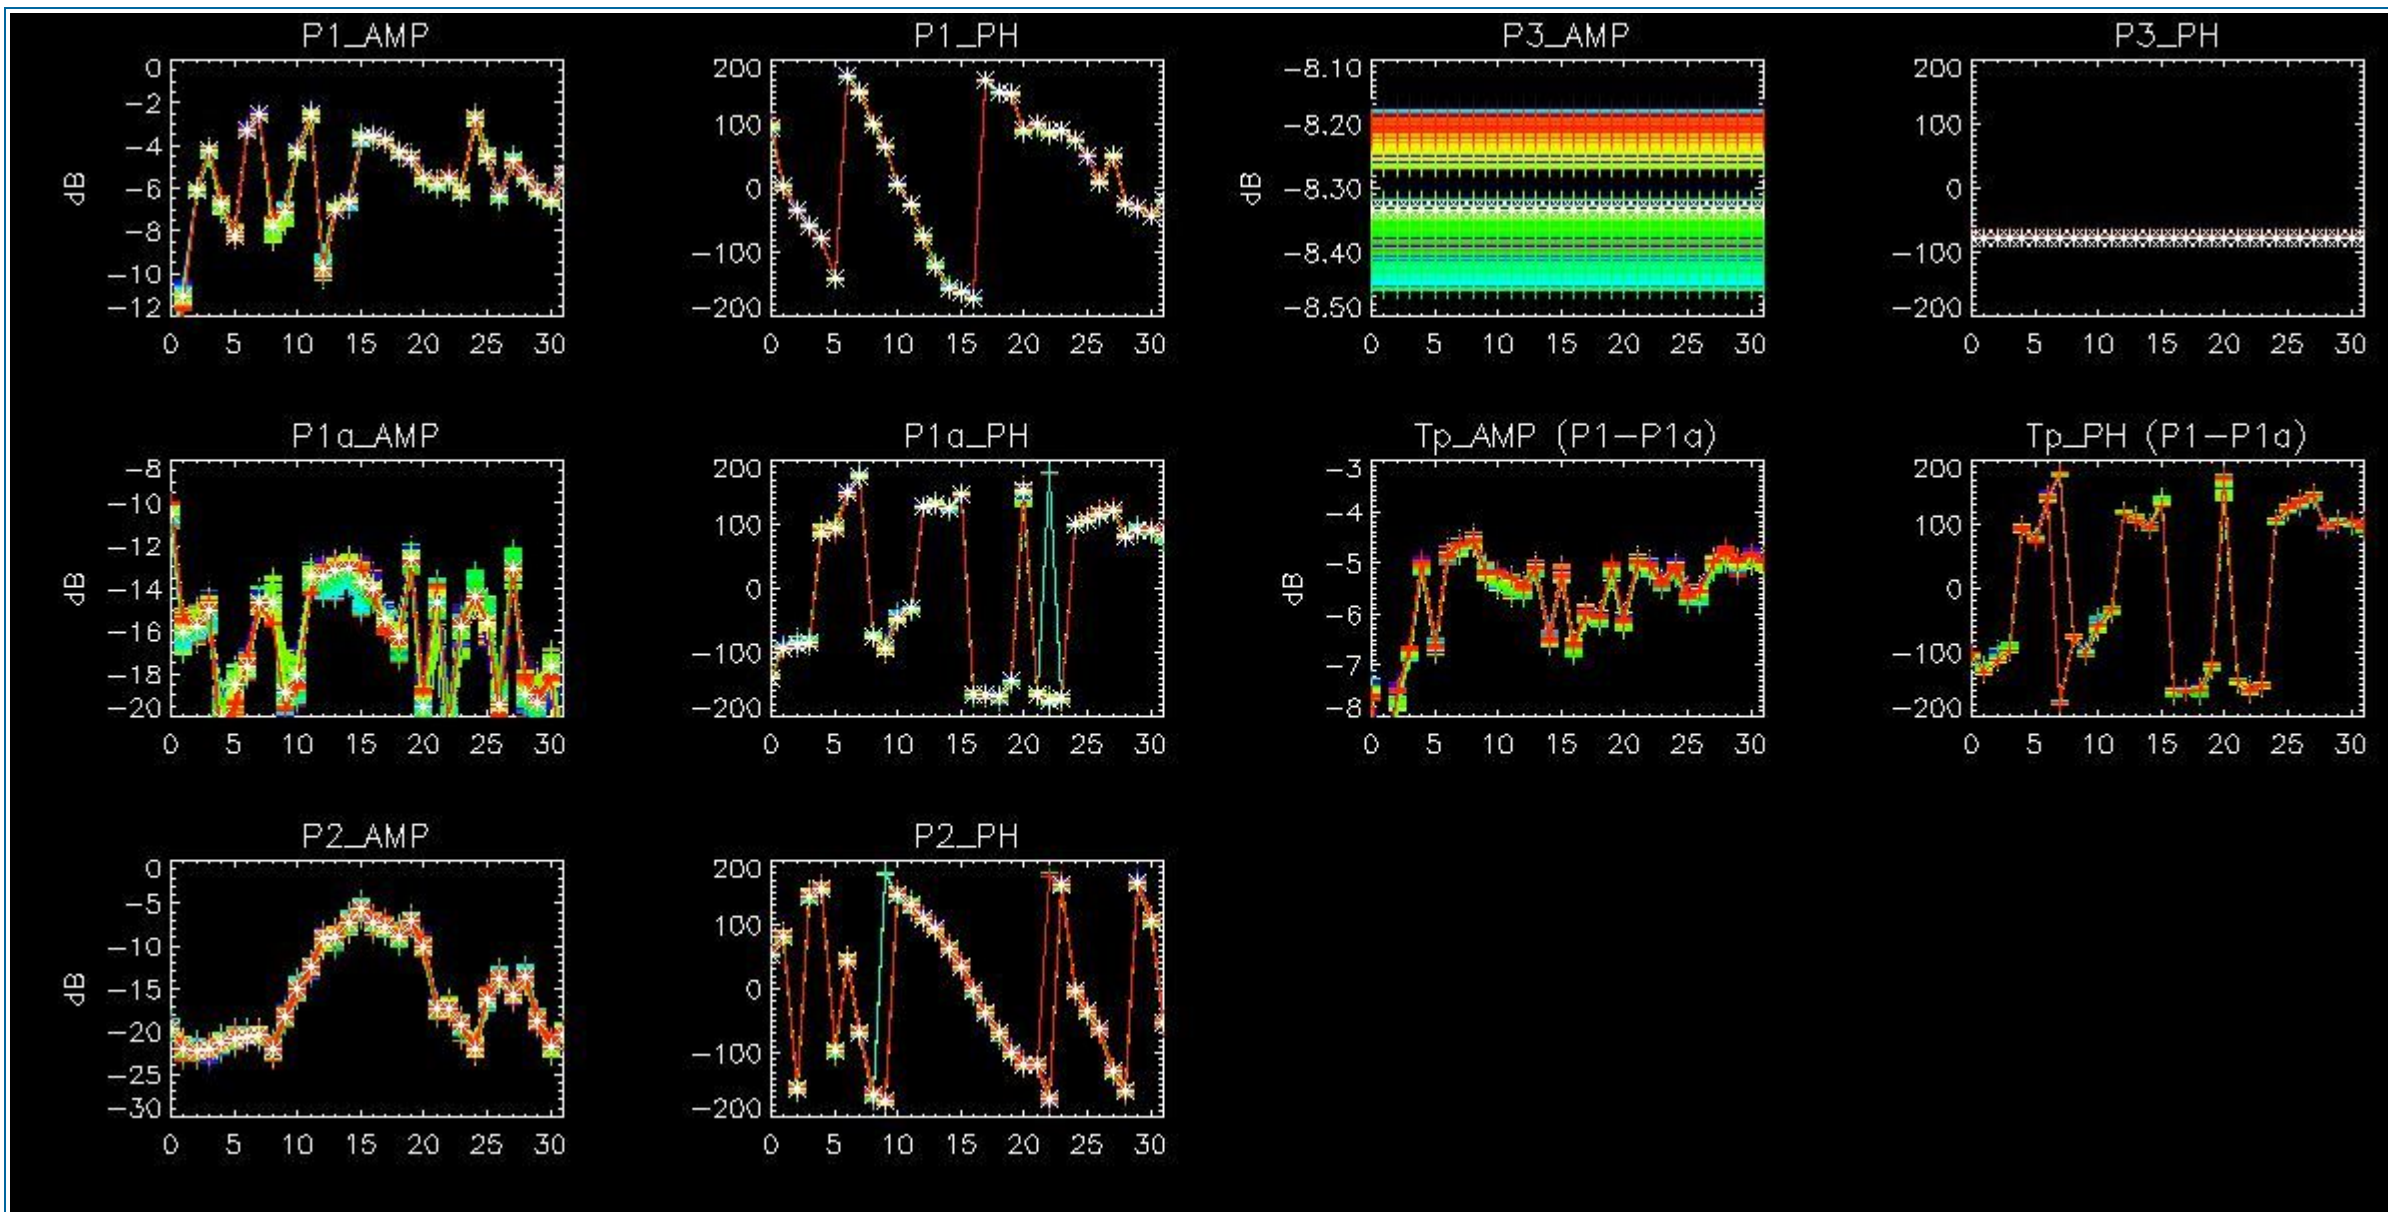 P1_AMP
0
−2
−4
−6
−8
−10
−12
dB
0 5 10 15 20 25 30
P1_PH
200
100
0
−100
−200
0 5 10 15 20 25 30
P3_AMP
−8.10
−8.20
−8.30
−8.40
−8.50
dB
0 5 10 15 20 25 30
P3_PH
200
100
0
−100
−200
0 5 10 15 20 25 30
P1a_AMP
−8
−10
−12
−14
−16
−18
−20
dB
0 5 10 15 20 25 30
P1a_PH
200
100
0
−100
−200
0 5 10 15 20 25 30
Tp_AMP (P1−P1a)
−3
−4
−5
−6
−7
−8
dB
0 5 10 15 20 25 30
Tp_PH (P1−P1a)
200
100
0
−100
−200
0 5 10 15 20 25 30
P2_AMP
0
−5
−10
−15
−20
−25
−30
dB
0 5 10 15 20 25 30
P2_PH
200
100
0
−100
−200
0 5 10 15 20 25 30